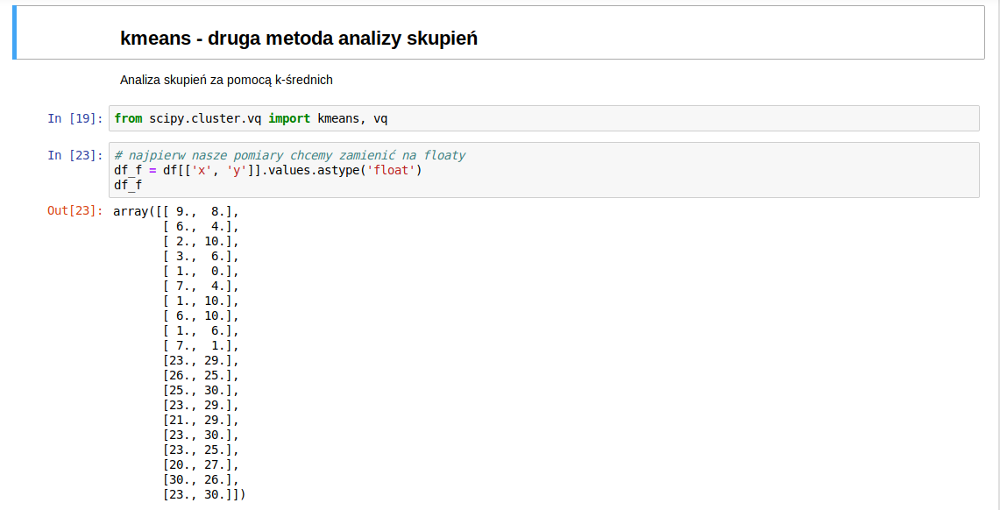 kmeans - druga metoda analizy skupień
Analiza skupień za pomocą k-średnich
In [19]: from scipy.cluster.vq import kmeans, vq
In [23]: # najpierw nasze pomiary chcemy zamienić na floaty
df_f = df[['x', 'y']].values.astype('float')
df_f
Out[23]: array([[ 9.,  8.],
[ 6.,  4.],
[ 2., 10.],
[ 3.,  6.],
[ 1.,  0.],
[ 7.,  4.],
[ 1., 10.],
[ 6., 10.],
[ 1.,  6.],
[ 7.,  1.],
[23., 29.],
[26., 25.],
[25., 30.],
[23., 29.],
[21., 29.],
[23., 30.],
[23., 25.],
[20., 27.],
[30., 26.],
[23., 30.]])